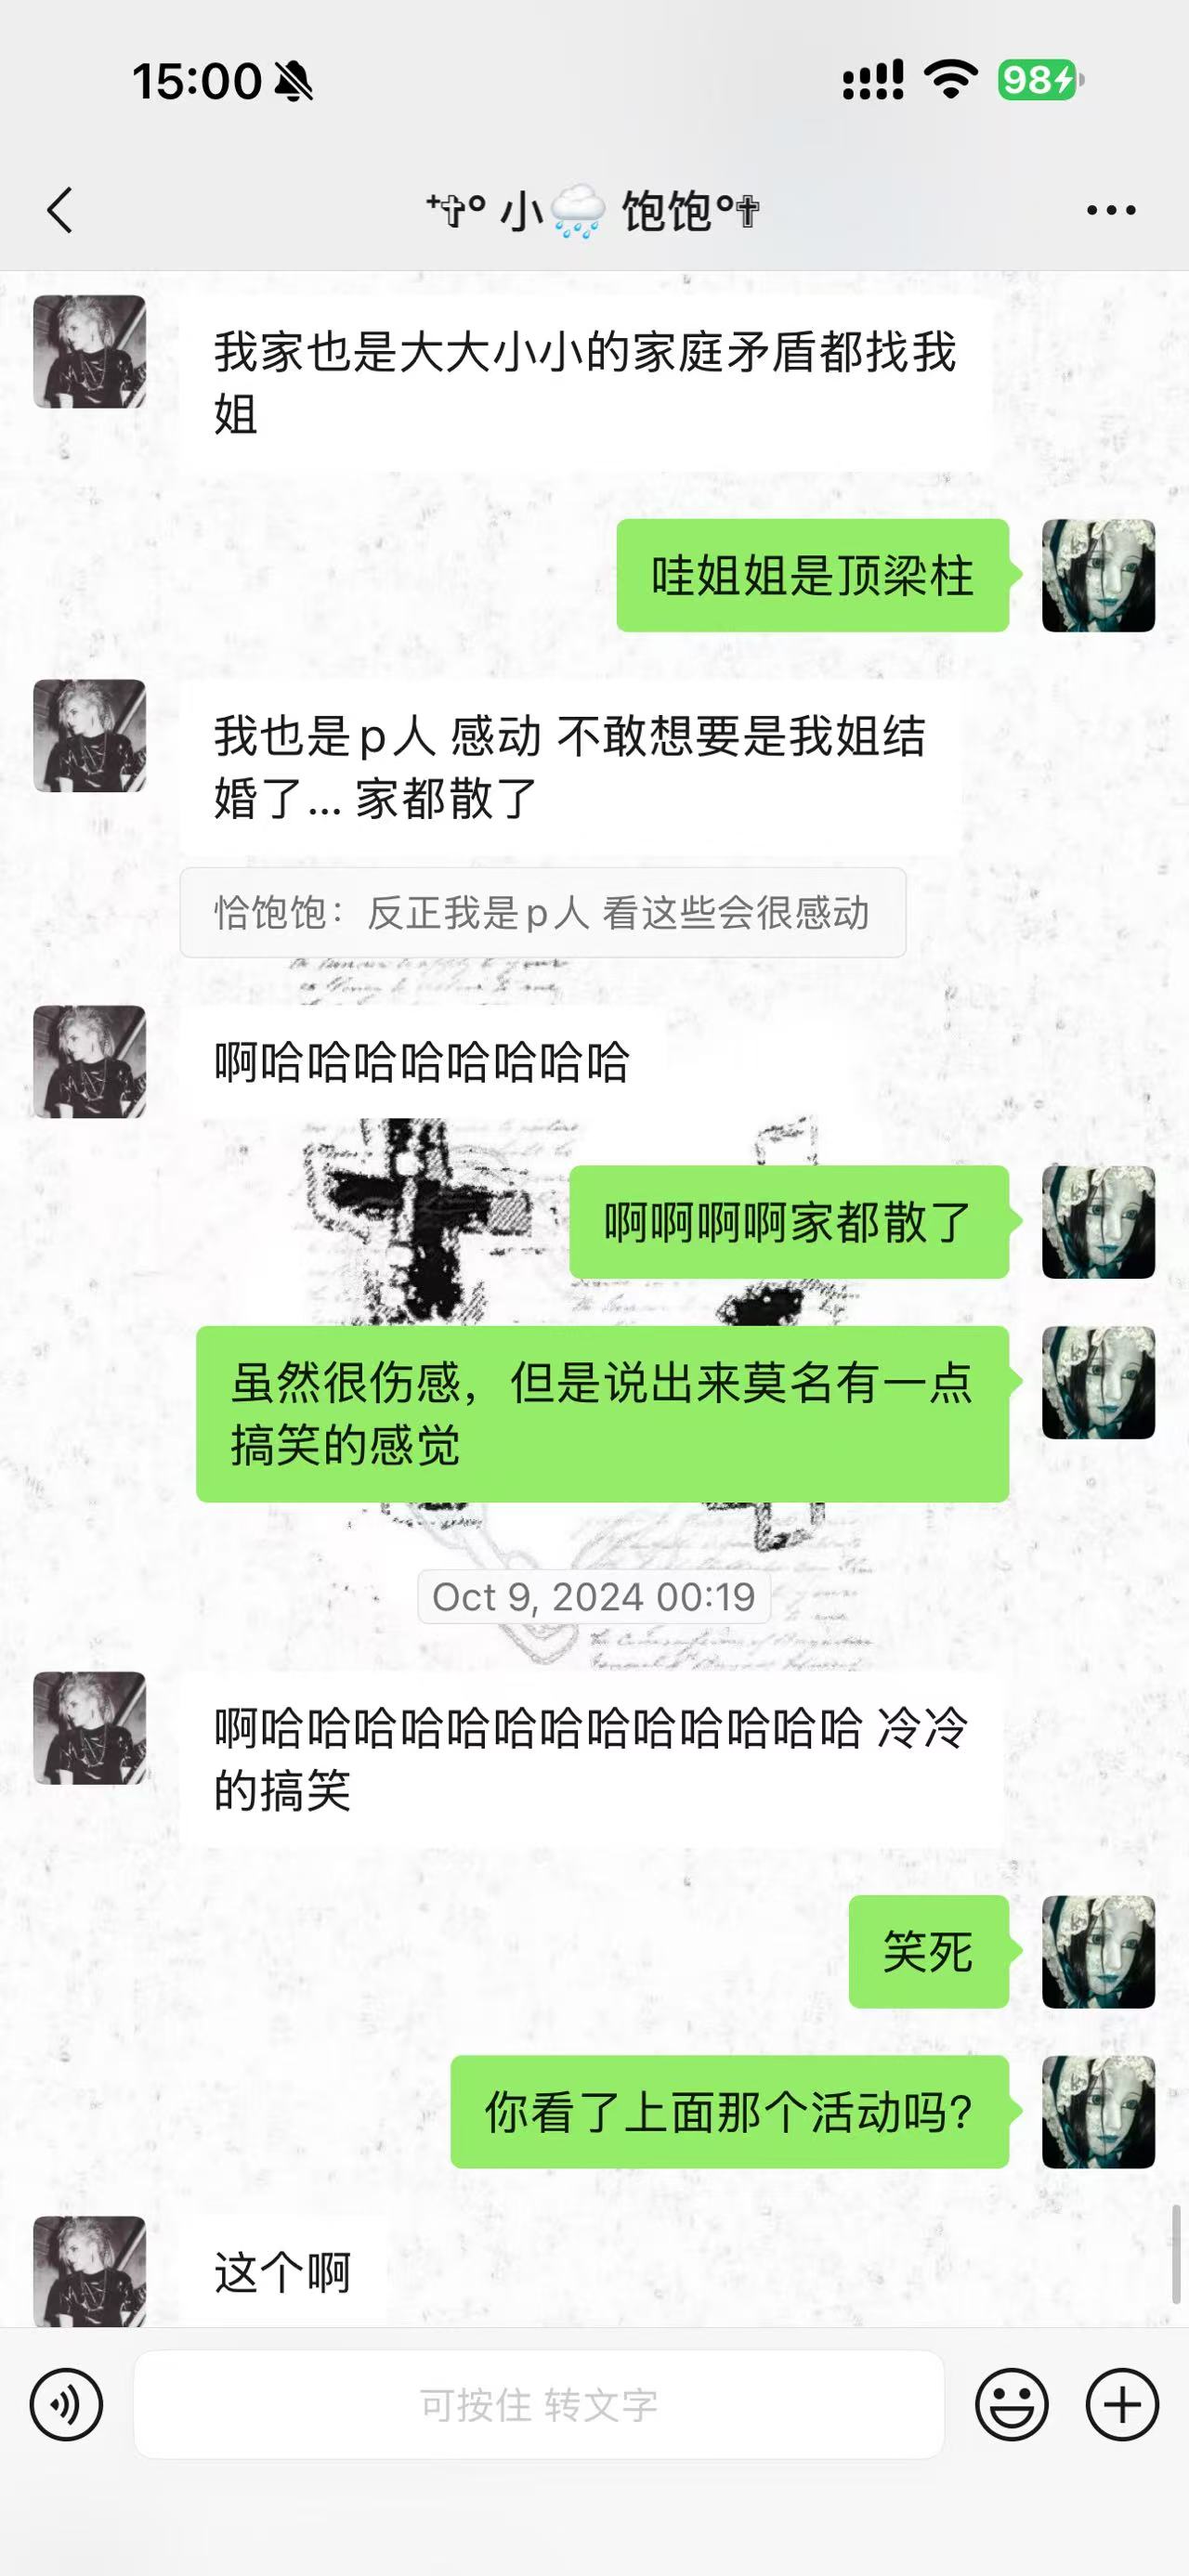 15:00
98
⁺✞° 小🌧️ 饱饱°✟
我家也是大大小小的家庭矛盾都找我
姐
哇姐姐是顶梁柱
我也是p人 感动 不敢想要是我姐结
婚了... 家都散了
恰饱饱：反正我是p人 看这些会很感动
啊哈哈哈哈哈哈哈哈
啊啊啊啊家都散了
虽然很伤感，但是说出来莫名有一点
搞笑的感觉
Oct 9, 2024 00:19
啊哈哈哈哈哈哈哈哈哈哈哈哈哈 冷冷
的搞笑
笑死
你看了上面那个活动吗?
这个啊
可按住 转文字